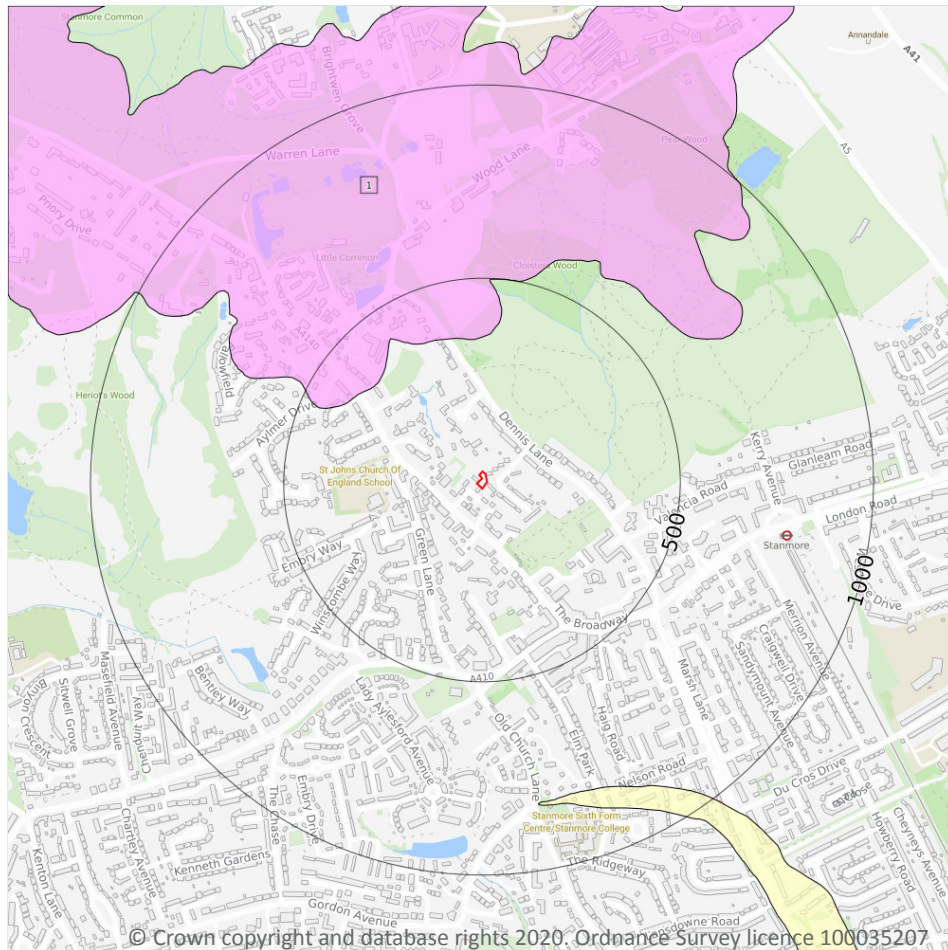 Stanmore Common
Annandale
A41
Brightwen Grove
A5
Pear Wood
Warren Lane
Wood Lane
1
Priory Drive
Little Common
Cloisters Wood
A4140
Heriots Wood
Aylmer Drive
Dennis Lane
St Johns Church Of
England School
Kerry Avenue
Glanleam Road
Valencia Road
London Road
500
Stanmore
Embry Way
Green Lane
1000
Winscombe Way
The Broadway
Merrion Avenue
Craigweil Drive
Sandymount Avenue
A410
Marsh Lane
Bentley Way
Masefield Avenue
Sitwell Grove
Chenduit Way
Lady Aylesford Avenue
Old Church Lane
Haig Road
Elm Park
Nelson Road
Du Cros Drive
Embry Drive
The Chase
Stanmore Sixth Form
Centre/Stanmore College
Howberry Road
Cheyneys Avenue
Chartley Avenue
The Ridgeway
Kenneth Gardens
Kenton Lane
Gordon Avenue
© Crown copyright and database rights 2020. Ordnance Survey licence 100035207